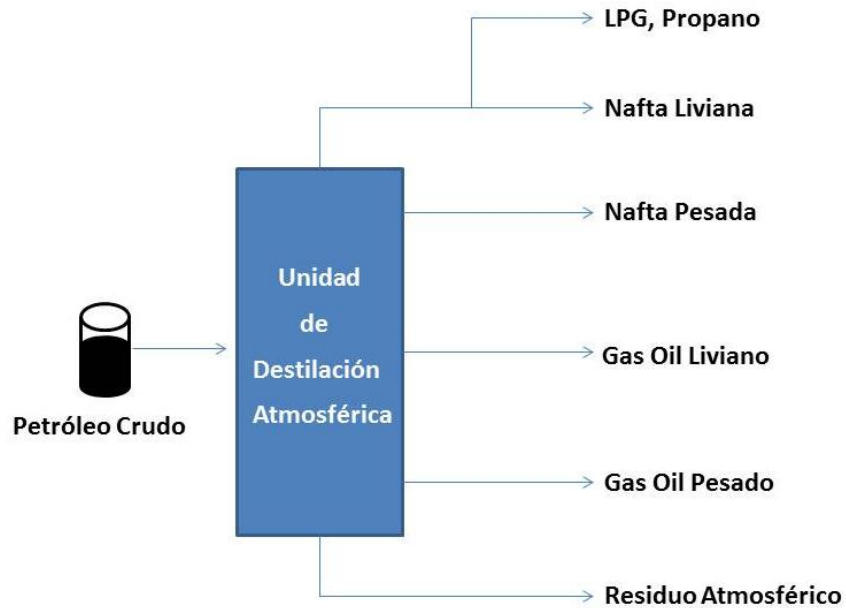 LPG, Propano
Nafta Liviana
Nafta Pesada
Unidad
de
Destilación
Atmosférica
Gas Oil Liviano
Petróleo Crudo
Gas Oil Pesado
Residuo Atmosférico